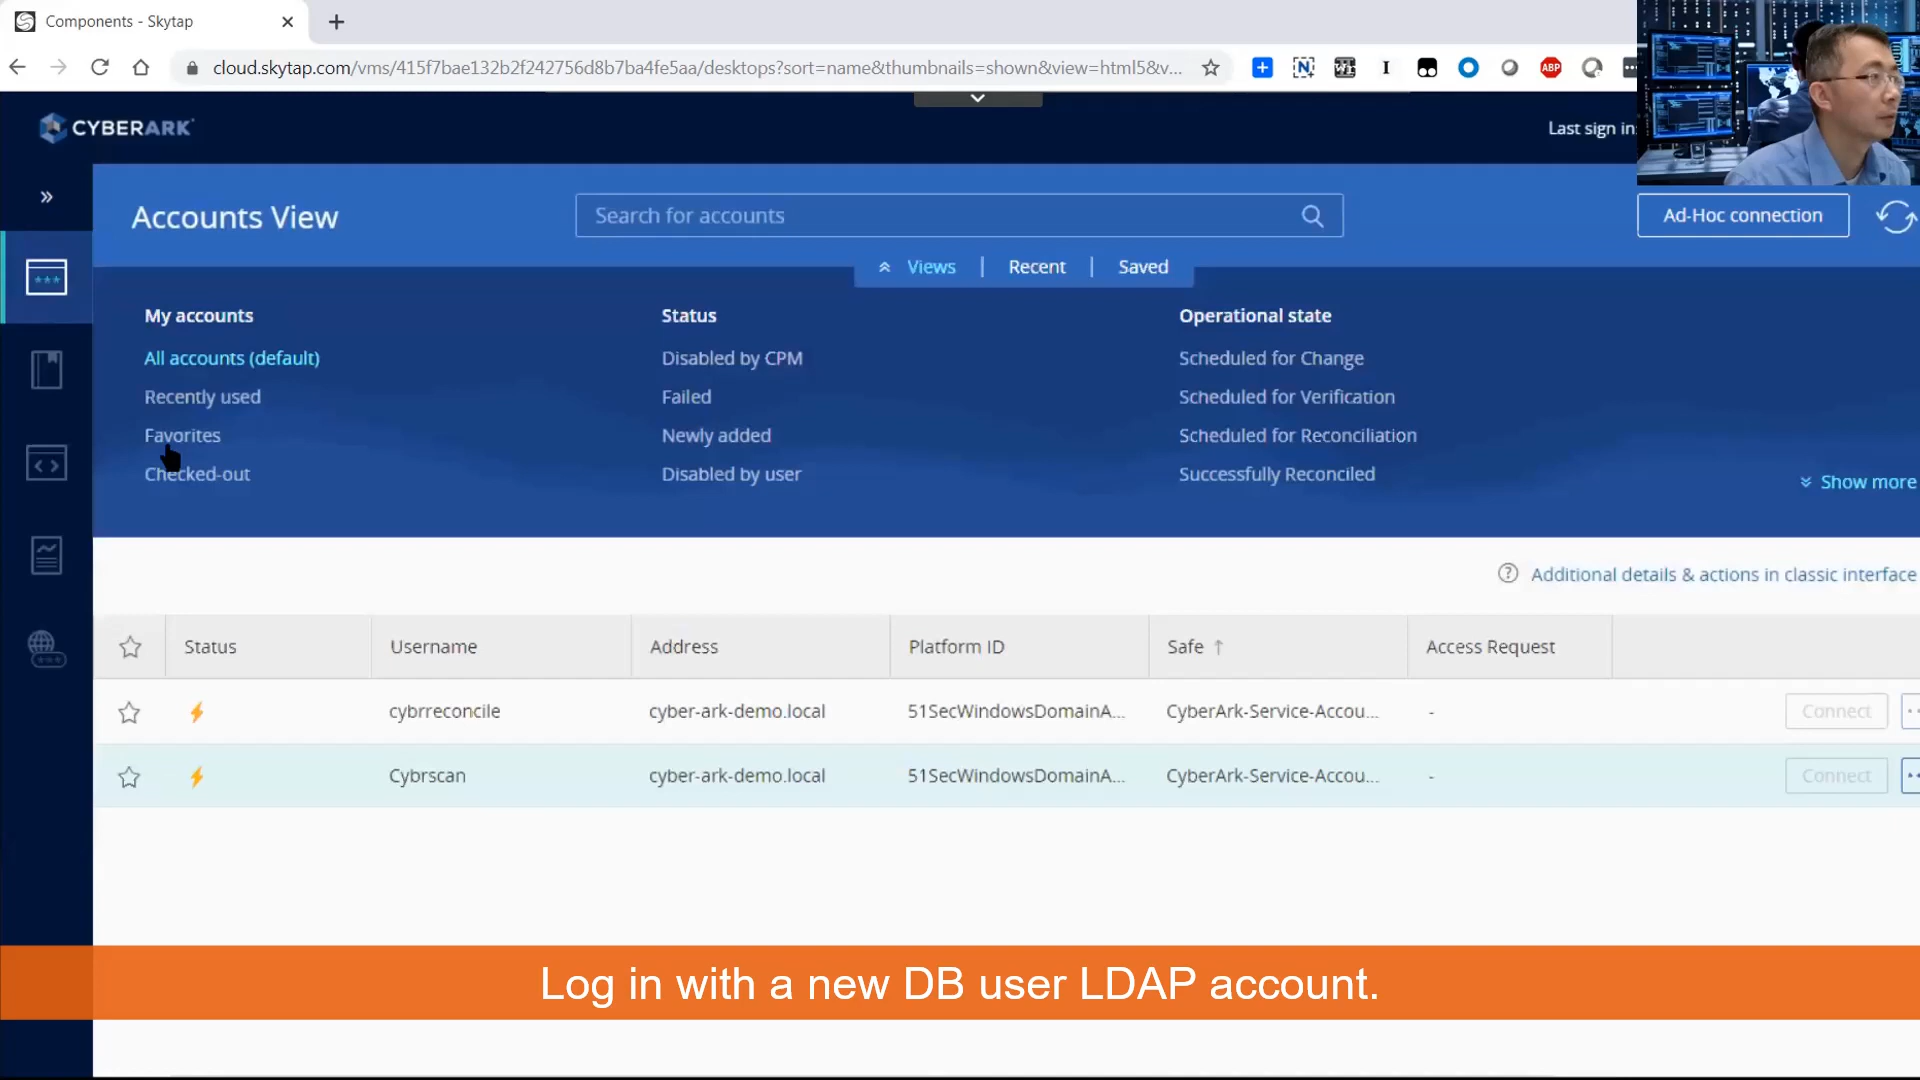 Components - Skytap
cloud.skytap.com/vms/415f7bae132b2f242756d8b7ba4fe5aa/desktops?sort=name&thumbnails=shown&view=html5&v...
ABP
CYBERARK
Last sign in
Accounts View
Search for accounts
Ad-Hoc connection
Views | Recent | Saved
My accounts
All accounts (default)
Recently used
Favorites
Checked-out
Status
Disabled by CPM
Failed
Newly added
Disabled by user
Operational state
Scheduled for Change
Scheduled for Verification
Scheduled for Reconciliation
Successfully Reconciled
Show more
Additional details & actions in classic interface
Status Username Address Platform ID Safe Access Request
cybrreconcile cyber-ark-demo.local 51SecWindowsDomainA... CyberArk-Service-Accou... - Connect
Cybrscan cyber-ark-demo.local 51SecWindowsDomainA... CyberArk-Service-Accou... - Connect
Log in with a new DB user LDAP account.